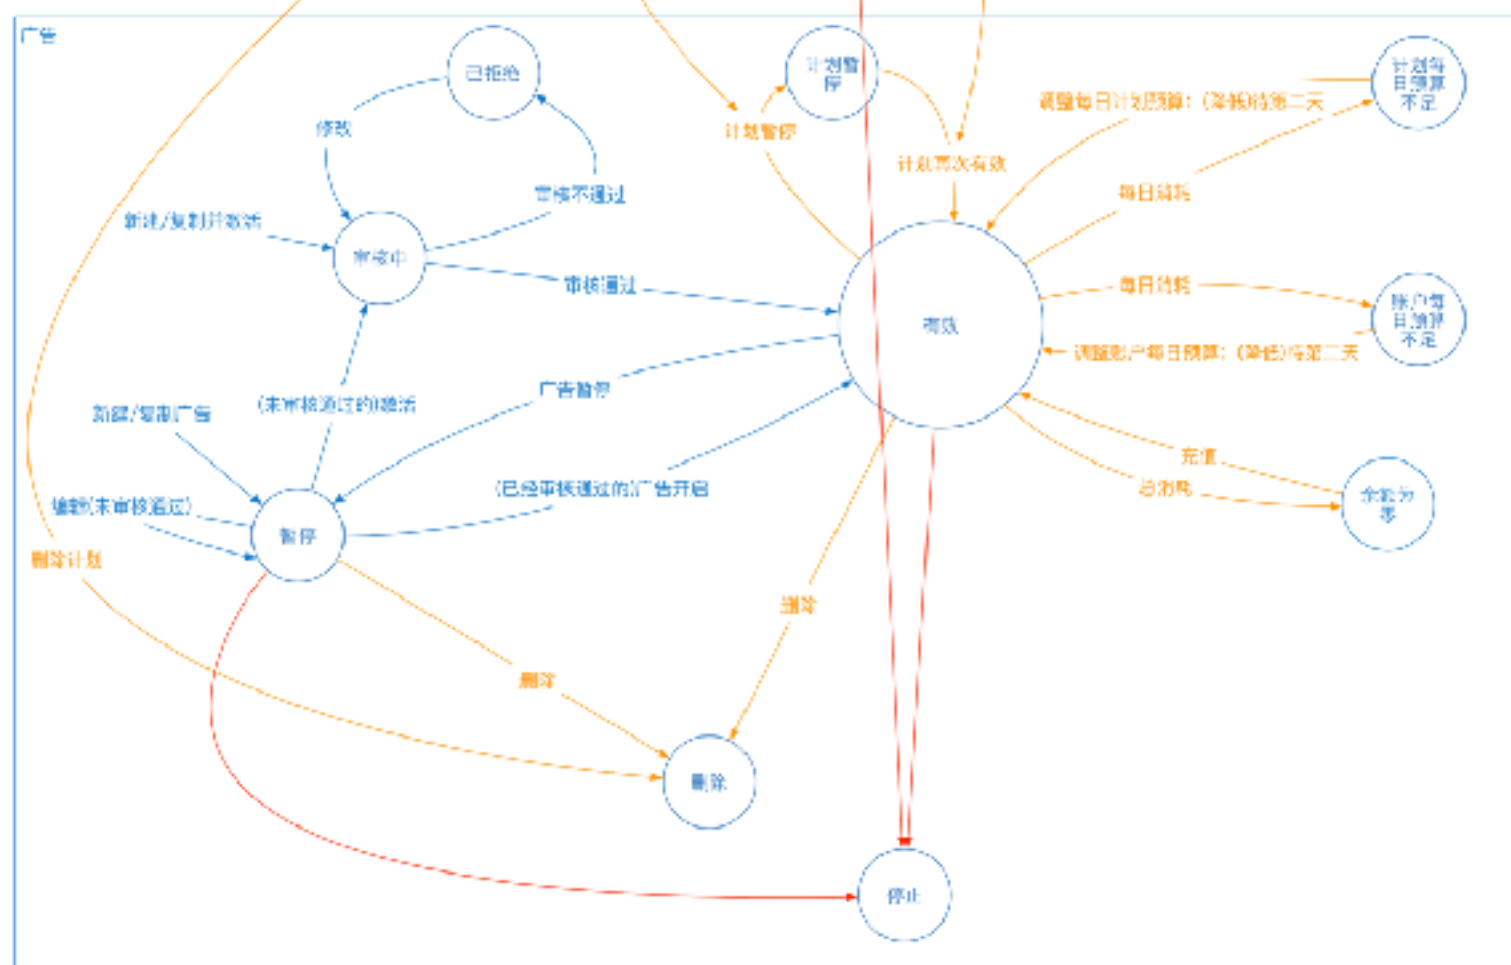 广告
已拒绝
计划暂
停
计划每
日预算
不足
调整每日计划预算：(降低)待第二天
修改
计划暂停
计划再次有效
每日消耗
审核不通过
新建/复制并激活
审核中
审核通过
每日消耗
账户每
日预算
不足
有效
调整账户每日预算：(降低)待第二天
广告暂停
(未审核通过的)激活
新建/复制广告
充值
总消耗
(已经审核通过的)广告开启
余额为
零
编辑(未审核通过)
暂停
删除计划
删除
删除
删除
停止